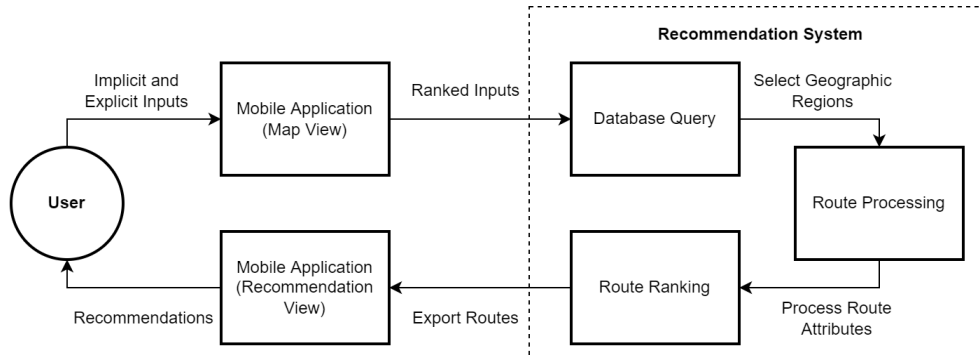 Recommendation System
Implicit and
Explicit Inputs
Mobile Application
(Map View)
Ranked Inputs
Database Query
Select Geographic
Regions
User
Route Processing
Mobile Application
(Recommendation
View)
Route Ranking
Recommendations
Export Routes
Process Route
Attributes